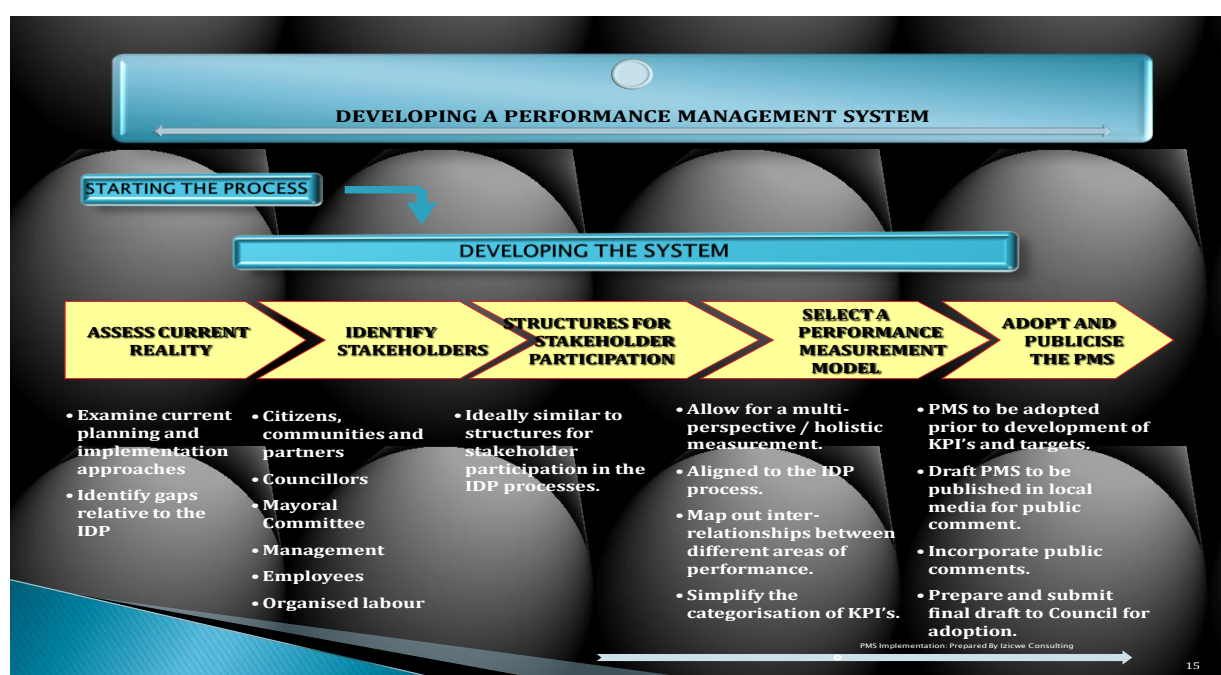 DEVELOPING A PERFORMANCE MANAGEMENT SYSTEM
STARTING THE PROCESS
DEVELOPING THE SYSTEM
ASSESS CURRENT
REALITY
IDENTIFY
STAKEHOLDERS
STRUCTURES FOR
STAKEHOLDER
PARTICIPATION
SELECT A
PERFORMANCE
MEASUREMENT
MODEL
ADOPT AND
PUBLICISE
THE PMS
• Examine current
planning and
implementation
approaches
• Identify gaps
relative to the
IDP
• Citizens,
communities and
partners
• Councillors
• Mayoral
Committee
• Management
• Employees
• Organised labour
• Ideally similar to
structures for
stakeholder
participation in the
IDP processes.
• Allow for a multi-
perspective / holistic
measurement.
• Aligned to the IDP
process.
• Map out inter-
relationships between
different areas of
performance.
• Simplify the
categorisation of KPI's.
• PMS to be adopted
prior to development of
KPI's and targets.
• Draft PMS to be
published in local
media for public
comment.
• Incorporate public
comments.
• Prepare and submit
final draft to Council for
adoption.
PMS Implementation: Prepared By Izicwe Consulting
15